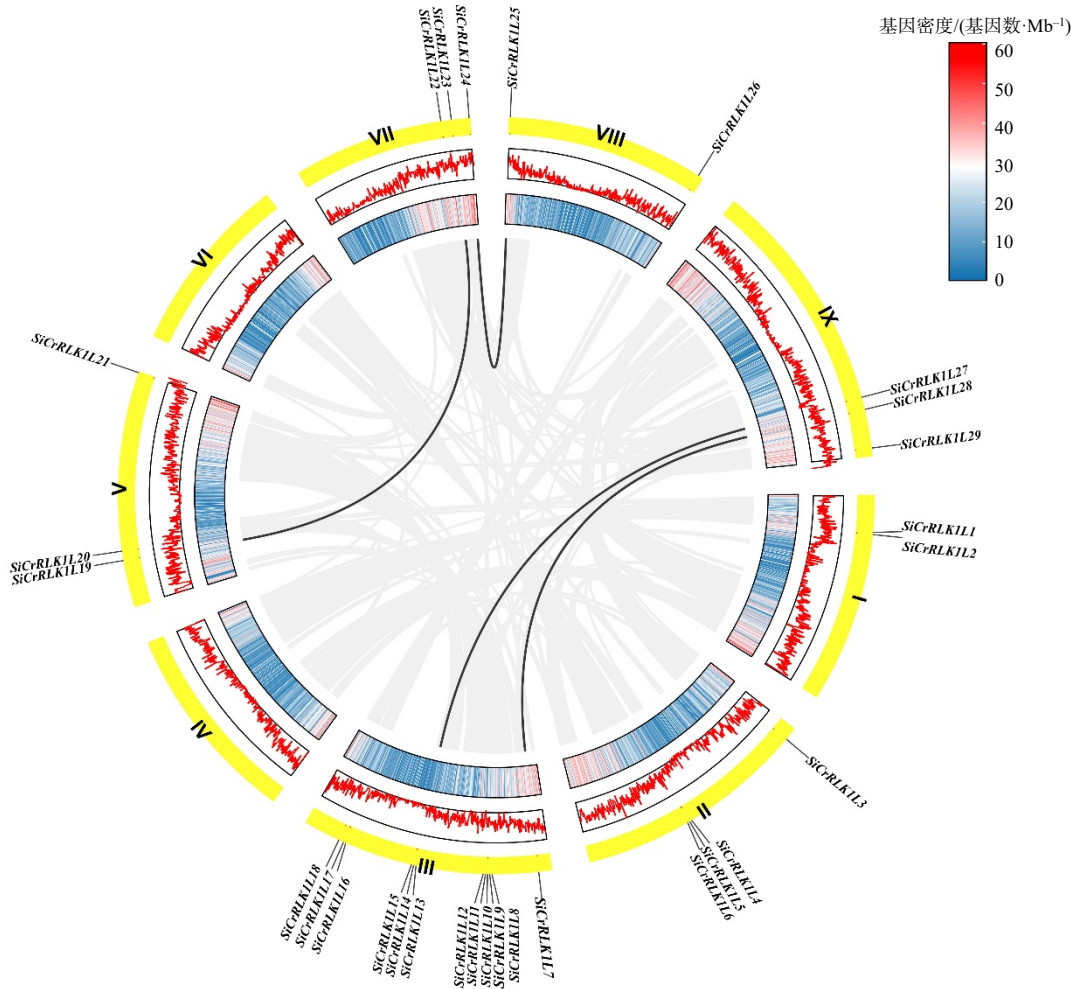 基因密度/(基因数·Mb⁻¹)
60
50
40
30
20
10
0
SiCrRLK1L22
SiCrRLK1L23
SiCrRLK1L24
SiCrRLK1L25
SiCrRLK1L26
VII
VIII
VI
IX
SiCrRLK1L21
SiCrRLK1L27
SiCrRLK1L28
SiCrRLK1L29
V
SiCrRLK1L20
SiCrRLK1L19
SiCrRLK1L1
SiCrRLK1L2
I
IV
SiCrRLK1L3
II
SiCrRLK1L4
SiCrRLK1L5
SiCrRLK1L6
III
SiCrRLK1L18
SiCrRLK1L17
SiCrRLK1L16
SiCrRLK1L15
SiCrRLK1L14
SiCrRLK1L13
SiCrRLK1L12
SiCrRLK1L11
SiCrRLK1L10
SiCrRLK1L9
SiCrRLK1L8
SiCrRLK1L7